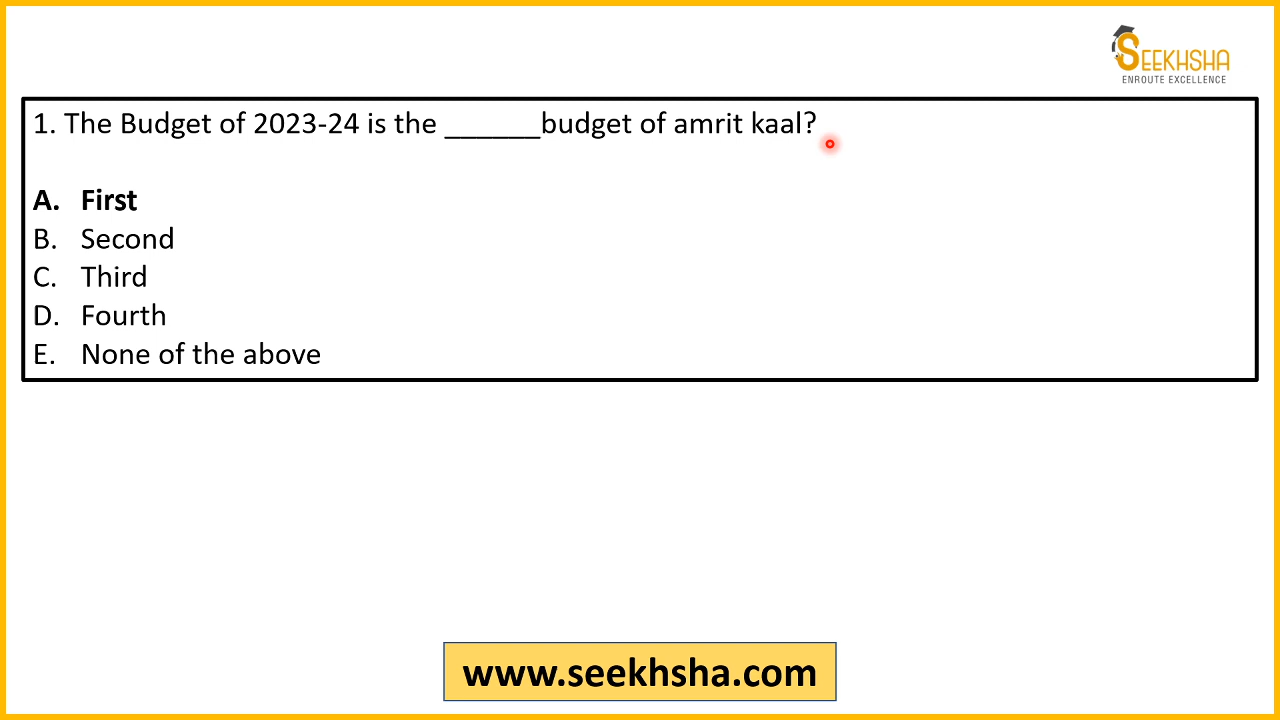 SEEKHSHA
ENROUTE EXCELLENCE
1. The Budget of 2023-24 is the ______budget of amrit kaal?
A. First
B. Second
C. Third
D. Fourth
E. None of the above
www.seekhsha.com